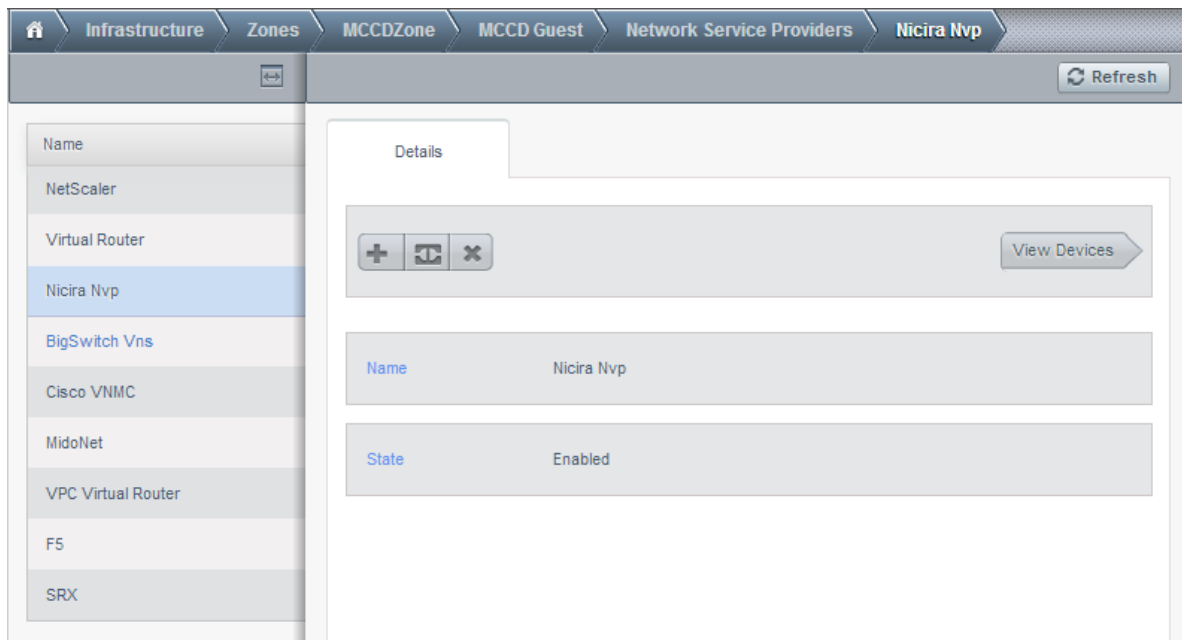 Infrastructure Zones MCCDZone MCCD Guest Network Service Providers Nicira Nvp
Refresh
Name
NetScaler
Virtual Router
Nicira Nvp
BigSwitch Vns
Cisco VNMC
MidoNet
VPC Virtual Router
F5
SRX
Details
View Devices
Name Nicira Nvp
State Enabled